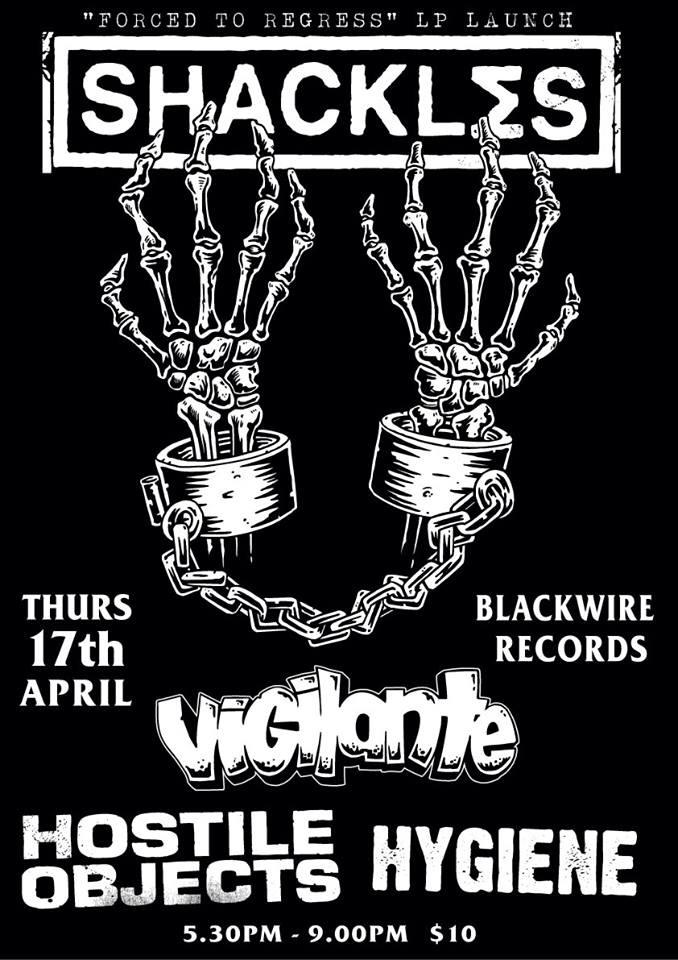 "FORCED TO REGRESS" LP LAUNCH
SHACKLΣS
THURS
17th
APRIL
BLACKWIRE
RECORDS
ViGilante
HOSTILE
OBJECTS
HYGIENE
5.30PM - 9.00PM $10